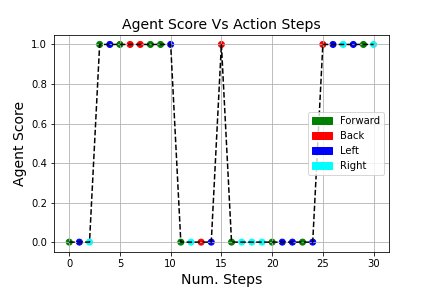 Agent Score Vs Action Steps
1.0
0.8
0.6
0.4
0.2
0.0
Agent Score
Forward
Back
Left
Right
0 5 10 15 20 25 30
Num. Steps